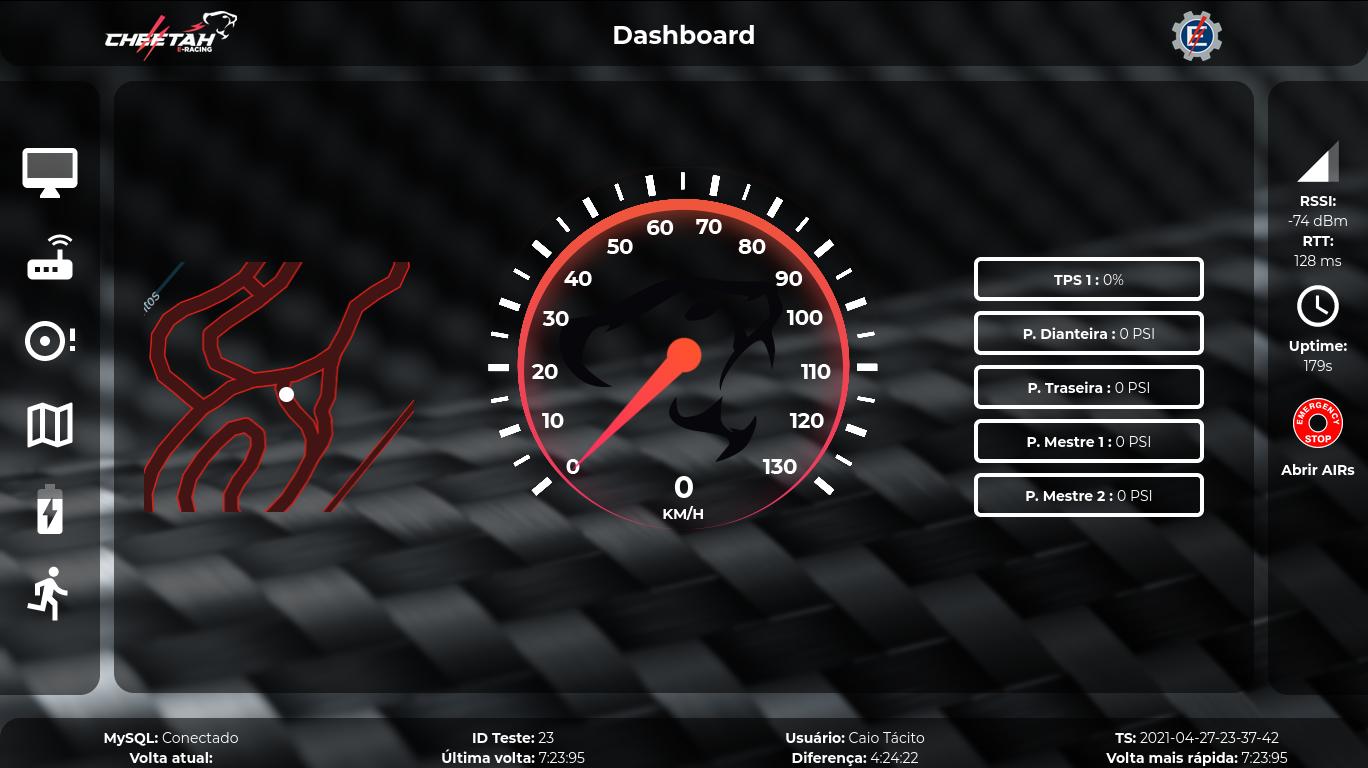 CHEETAH
E-RACING
Dashboard
E
tos
60
70
50
80
40
90
30
100
20
110
10
120
0
130
0
KM/H
TPS 1 : 0%
P. Dianteira : 0 PSI
P. Traseira : 0 PSI
P. Mestre 1 : 0 PSI
P. Mestre 2 : 0 PSI
RSSI:
-74 dBm
RTT:
128 ms
Uptime:
179s
EMERGENCY
STOP
Abrir AIRs
MySQL: Conectado
Volta atual:
ID Teste: 23
Última volta: 7:23:95
Usuário: Caio Tácito
Diferença: 4:24:22
TS: 2021-04-27-23-37-42
Volta mais rápida: 7:23:95